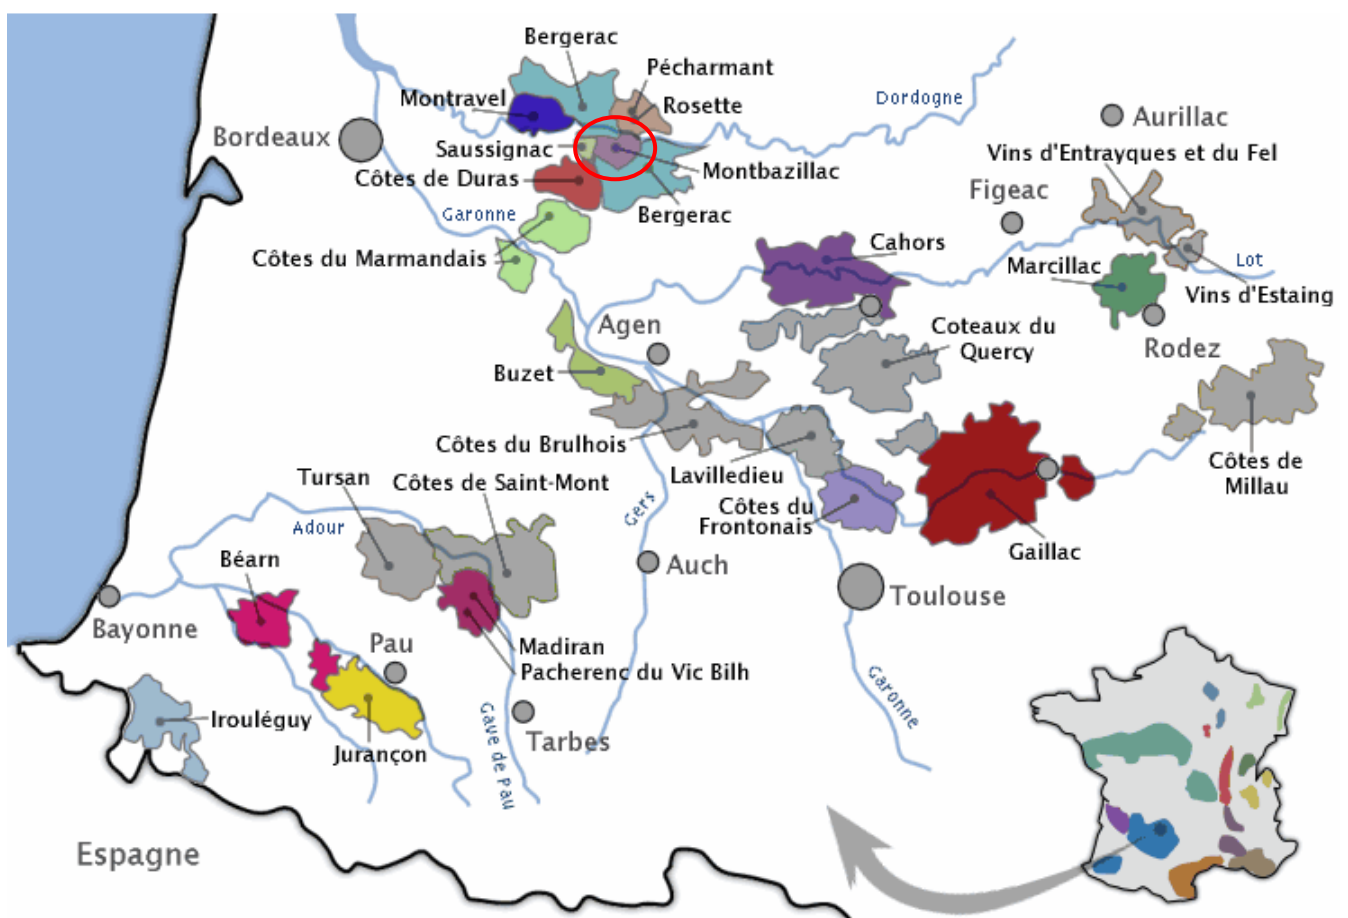 Bergerac
Pécharmant
Montravel
Rosette
Dordogne
Bordeaux
Aurillac
Saussignac
Vins d'Entrayques et du Fel
Montbazillac
Côtes de Duras
Figeac
Garonne
Bergerac
Cahors
Côtes du Marmandais
Marcillac
Lot
Vins d'Estaing
Agen
Coteaux du
Quercy
Rodez
Buzet
Côtes du Brulhois
Lavilledieu
Côtes de
Millau
Tursan
Côtes de Saint-Mont
Gers
Côtes du
Frontonais
Adour
Gaillac
Béarn
Auch
Toulouse
Bayonne
Pau
Madiran
Pacherenc du Vic Bilh
Garonne
Irouléguy
Gave de Pau
Tarbes
Jurançon
Espagne